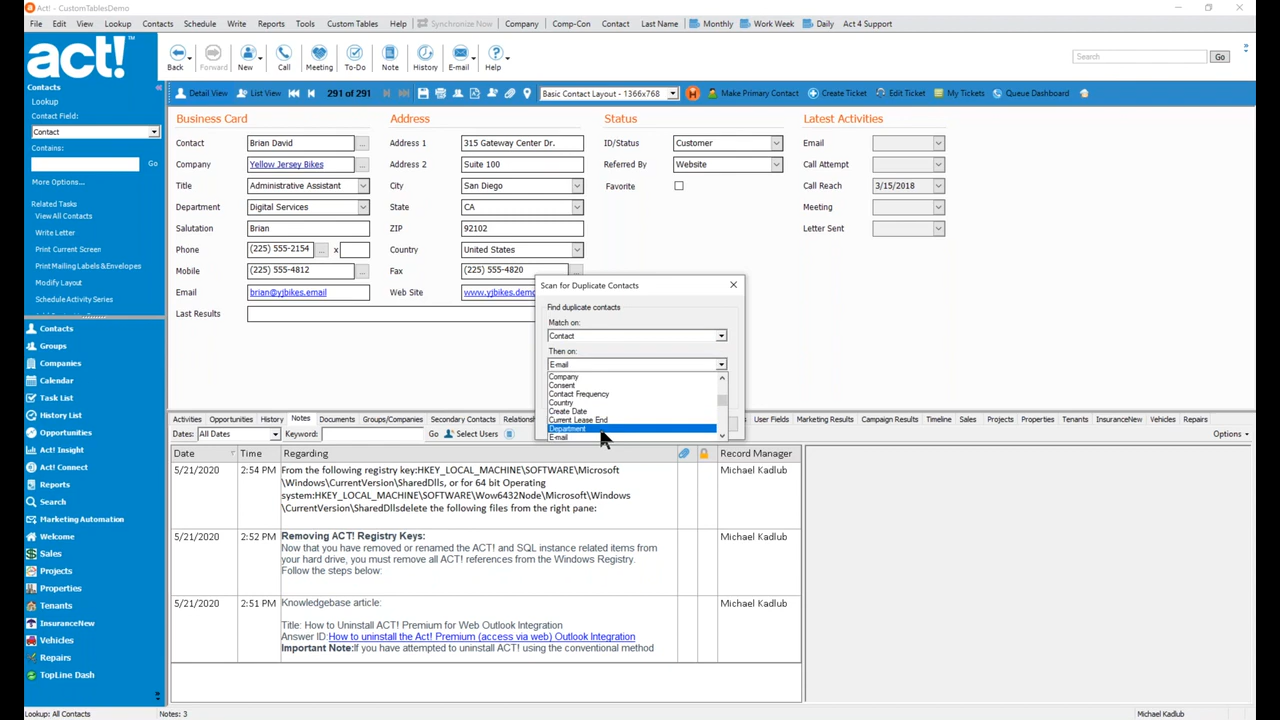 Act! - CustomTablesDemo
File Edit View Lookup Contacts Schedule Write Reports Tools Custom Tables Help Synchronize Now Company Comp-Con Contact Last Name Monthly Work Week Daily Act 4 Support
act!™
Back Forward New Call Meeting To-Do Note History E-mail Help Search Go
Contacts
Lookup
Contact Field:
Contact
Contains:
Go
More Options...
Related Tasks
View All Contacts
Write Letter
Print Current Screen
Print Mailing Labels & Envelopes
Modify Layout
Schedule Activity Series
Contacts
Groups
Companies
Calendar
Task List
History List
Opportunities
Act! Insight
Act! Connect
Reports
Search
Marketing Automation
Welcome
Sales
Projects
Properties
Tenants
InsuranceNew
Vehicles
Repairs
TopLine Dash
Detail View List View 291 of 291 Basic Contact Layout - 1366x768 Make Primary Contact Create Ticket Edit Ticket My Tickets Queue Dashboard
Business Card
Contact Brian David ...
Company Yellow Jersey Bikes ...
Title Administrative Assistant
Department Digital Services
Salutation Brian
Phone (225) 555-2154 ... x
Mobile (225) 555-4812 ...
Email brian@yjbikes.email
Last Results
Address
Address 1 315 Gateway Center Dr.
Address 2 Suite 100
City San Diego
State CA
ZIP 92102
Country United States
Fax (225) 555-4820
Web Site www.yjbikes.demo
Status
ID/Status Customer
Referred By Website
Favorite
Latest Activities
Email
Call Attempt
Call Reach 3/15/2018
Meeting
Letter Sent
Scan for Duplicate Contacts
Find duplicate contacts
Match on:
Contact
Then on:
E-mail
Company
Consent
Contact Frequency
Country
Create Date
Current Lease End
Department
E-mail
Activities Opportunities History Notes Documents Groups/Companies Secondary Contacts Relations User Fields Marketing Results Campaign Results Timeline Sales Projects Properties Tenants InsuranceNew Vehicles Repairs
Dates: All Dates Keyword: Go Select Users Options
Date Time Regarding Record Manager
5/21/2020 2:54 PM From the following registry key:HKEY_LOCAL_MACHINE\SOFTWARE\Microsoft Michael Kadlub
\Windows\CurrentVersion\SharedDlls, or for 64 bit Operating
system:HKEY_LOCAL_MACHINE\SOFTWARE\Wow6432Node\Microsoft\Windows
\CurrentVersion\SharedDllsdelete the following files from the right pane:
5/21/2020 2:52 PM Removing ACT! Registry Keys: Michael Kadlub
Now that you have removed or renamed the ACT! and SQL instance related items from
your hard drive, you must remove all ACT! references from the Windows Registry.
Follow the steps below:
5/21/2020 2:51 PM Knowledgebase article: Michael Kadlub
Title: How to Uninstall ACT! Premium for Web Outlook Integration
Answer ID:How to uninstall the Act! Premium (access via web) Outlook Integration
Important Note:If you have attempted to uninstall ACT! using the conventional method
Lookup: All Contacts Notes: 3 Michael Kadlub